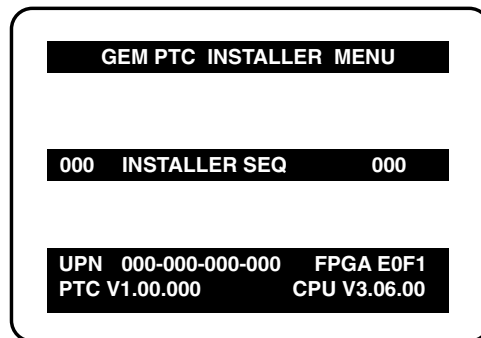 GEM PTC INSTALLER MENU
000 INSTALLER SEQ 000
UPN 000-000-000-000 FPGA E0F1
PTC V1.00.000 CPU V3.06.00